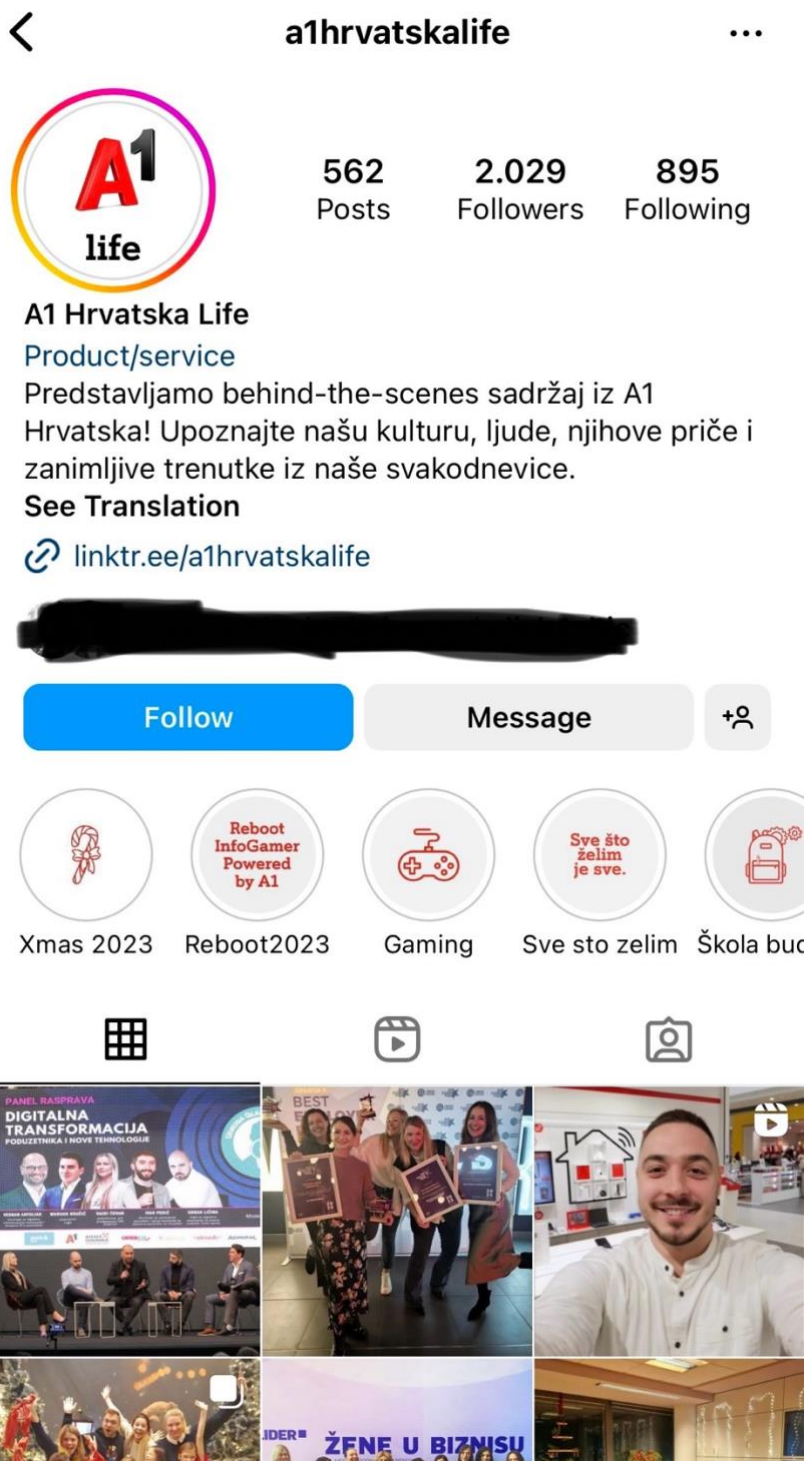 a1hrvatskalife
A1
life
562
Posts
2.029
Followers
895
Following
A1 Hrvatska Life
Product/service
Predstavljamo behind-the-scenes sadržaj iz A1
Hrvatska! Upoznajte našu kulturu, ljude, njihove priče i
zanimljive trenutke iz naše svakodnevice.
See Translation
linktr.ee/a1hrvatskalife
Follow
Message
Reboot
InfoGamer
Powered
by A1
Sve što
želim
je sve.
Xmas 2023
Reboot2023
Gaming
Sve sto zelim
Škola bud
PANEL RASPRAVA
DIGITALNA
TRANSFORMACIJA
PODUZETNIKA I NOVE TEHNOLOGIJE
A1
BEST
ŽENE U BIZNISU